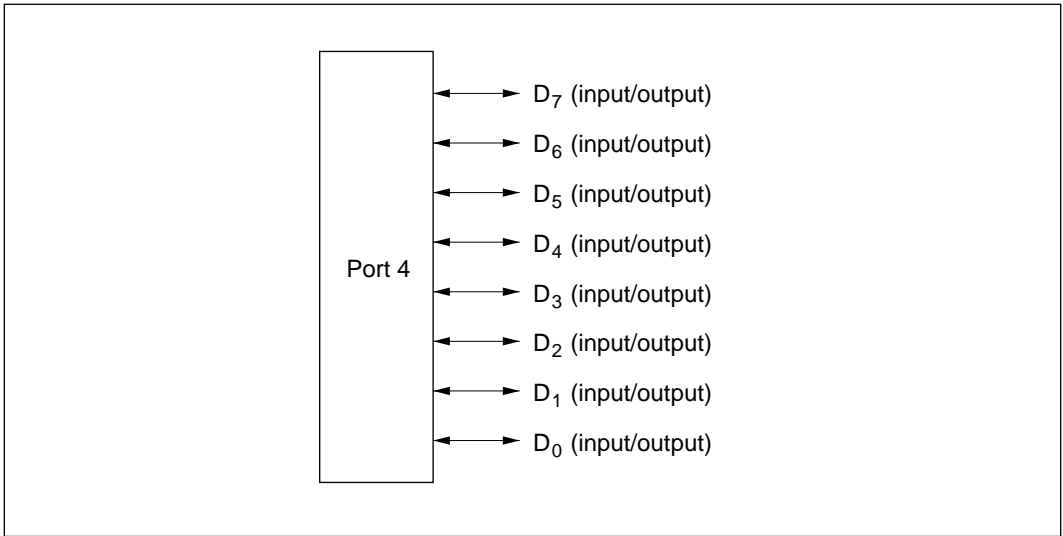 D7 (input/output)
D6 (input/output)
D5 (input/output)
D4 (input/output)
Port 4
D3 (input/output)
D2 (input/output)
D1 (input/output)
D0 (input/output)